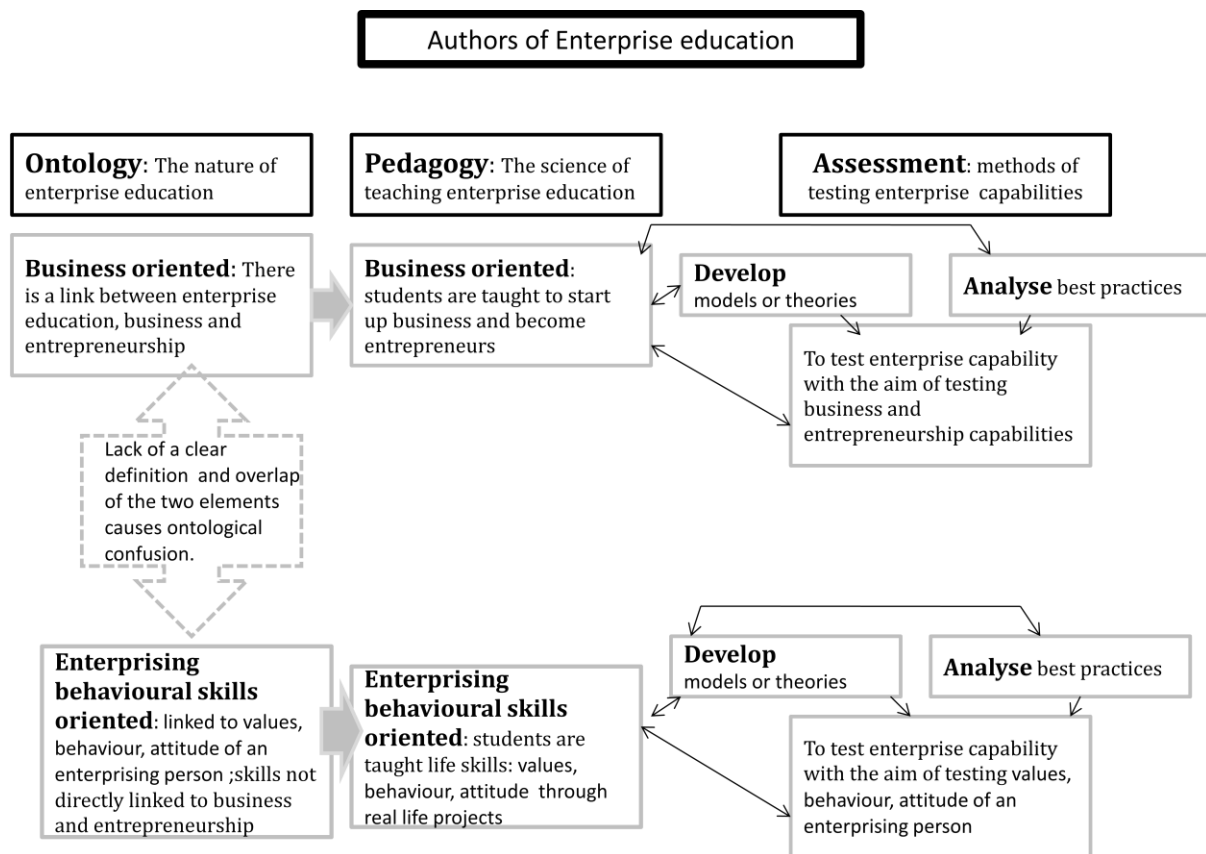 Authors of Enterprise education
Ontology: The nature of
enterprise education
Pedagogy: The science of
teaching enterprise education
Assessment: methods of
testing enterprise capabilities
Business oriented: There
is a link between enterprise
education, business and
entrepreneurship
Business oriented:
students are taught to start
up business and become
entrepreneurs
Develop
models or theories
Analyse best practices
To test enterprise capability
with the aim of testing
business and
entrepreneurship capabilities
Lack of a clear
definition and overlap
of the two elements
causes ontological
confusion.
Enterprising
behavioural skills
oriented: linked to values,
behaviour, attitude of an
enterprising person ;skills not
directly linked to business
and entrepreneurship
Enterprising
behavioural skills
oriented: students are
taught life skills: values,
behaviour, attitude through
real life projects
Develop
models or theories
Analyse best practices
To test enterprise capability
with the aim of testing values,
behaviour, attitude of an
enterprising person